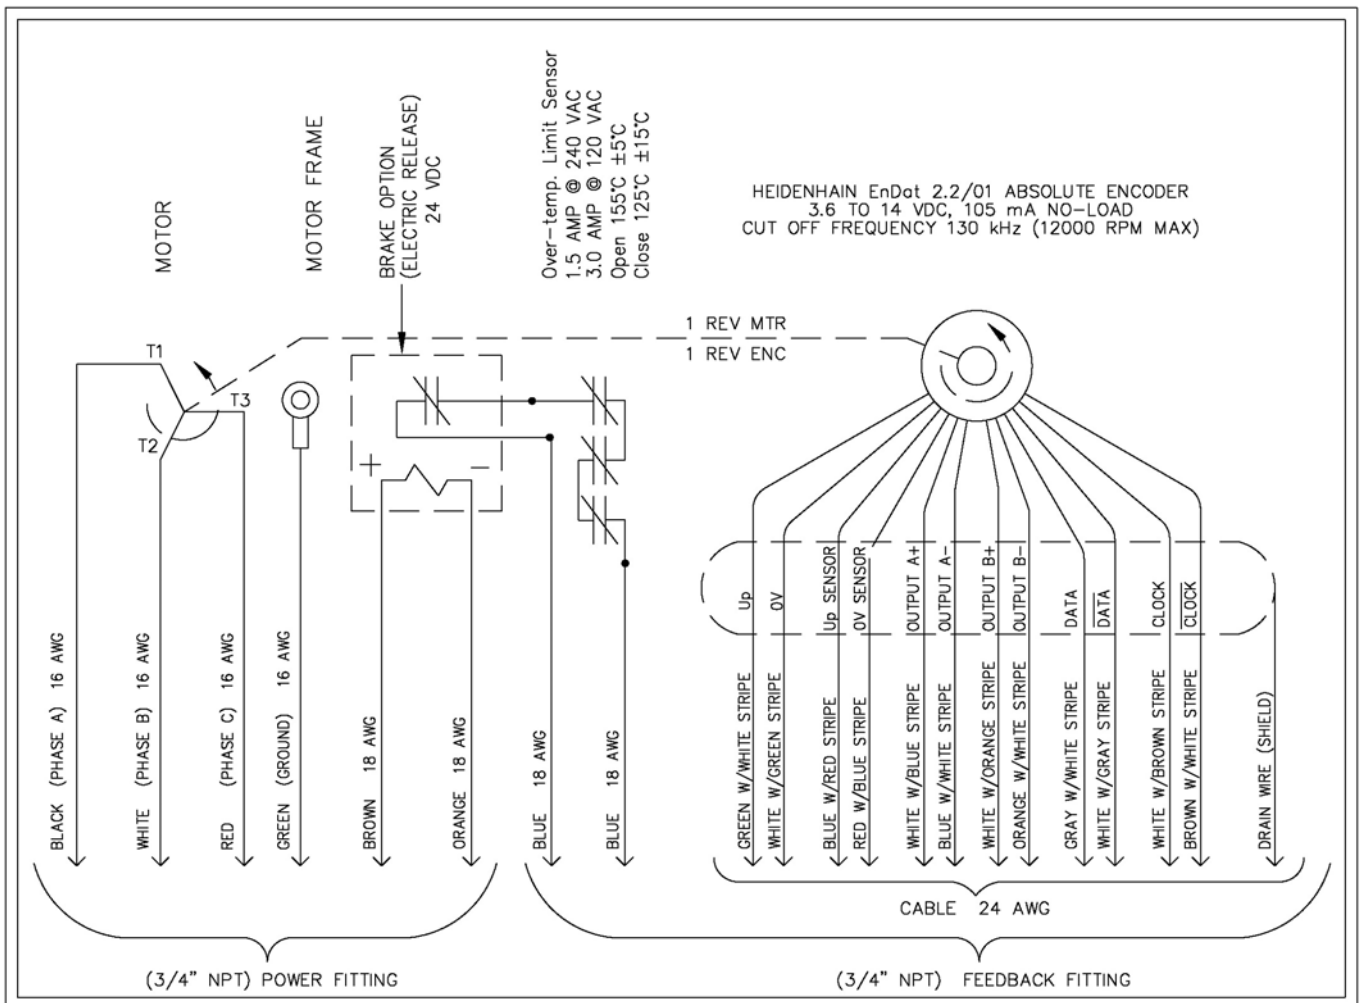 MOTOR
MOTOR FRAME
BRAKE OPTION
(ELECTRIC RELEASE)
24 VDC
Over-temp. Limit Sensor
1.5 AMP @ 240 VAC
3.0 AMP @ 120 VAC
Open 155°C ±5°C
Close 125°C ±15°C
HEIDENHAIN EnDat 2.2/01 ABSOLUTE ENCODER
3.6 TO 14 VDC, 105 mA NO-LOAD
CUT OFF FREQUENCY 130 kHz (12000 RPM MAX)
1 REV MTR
1 REV ENC
T1
T3
T2
+ −
Up
0V
Up SENSOR
0V SENSOR
OUTPUT A+
OUTPUT A-
OUTPUT B+
OUTPUT B-
DATA
D̅A̅T̅A̅
CLOCK
C̅L̅O̅C̅K̅
BLACK (PHASE A) 16 AWG
WHITE (PHASE B) 16 AWG
RED (PHASE C) 16 AWG
GREEN (GROUND) 16 AWG
BROWN 18 AWG
ORANGE 18 AWG
BLUE 18 AWG
BLUE 18 AWG
GREEN W/WHITE STRIPE
WHITE W/GREEN STRIPE
BLUE W/RED STRIPE
RED W/BLUE STRIPE
WHITE W/BLUE STRIPE
BLUE W/WHITE STRIPE
WHITE W/ORANGE STRIPE
ORANGE W/WHITE STRIPE
GRAY W/WHITE STRIPE
WHITE W/GRAY STRIPE
WHITE W/BROWN STRIPE
BROWN W/WHITE STRIPE
DRAIN WIRE (SHIELD)
CABLE 24 AWG
(3/4" NPT) POWER FITTING
(3/4" NPT) FEEDBACK FITTING